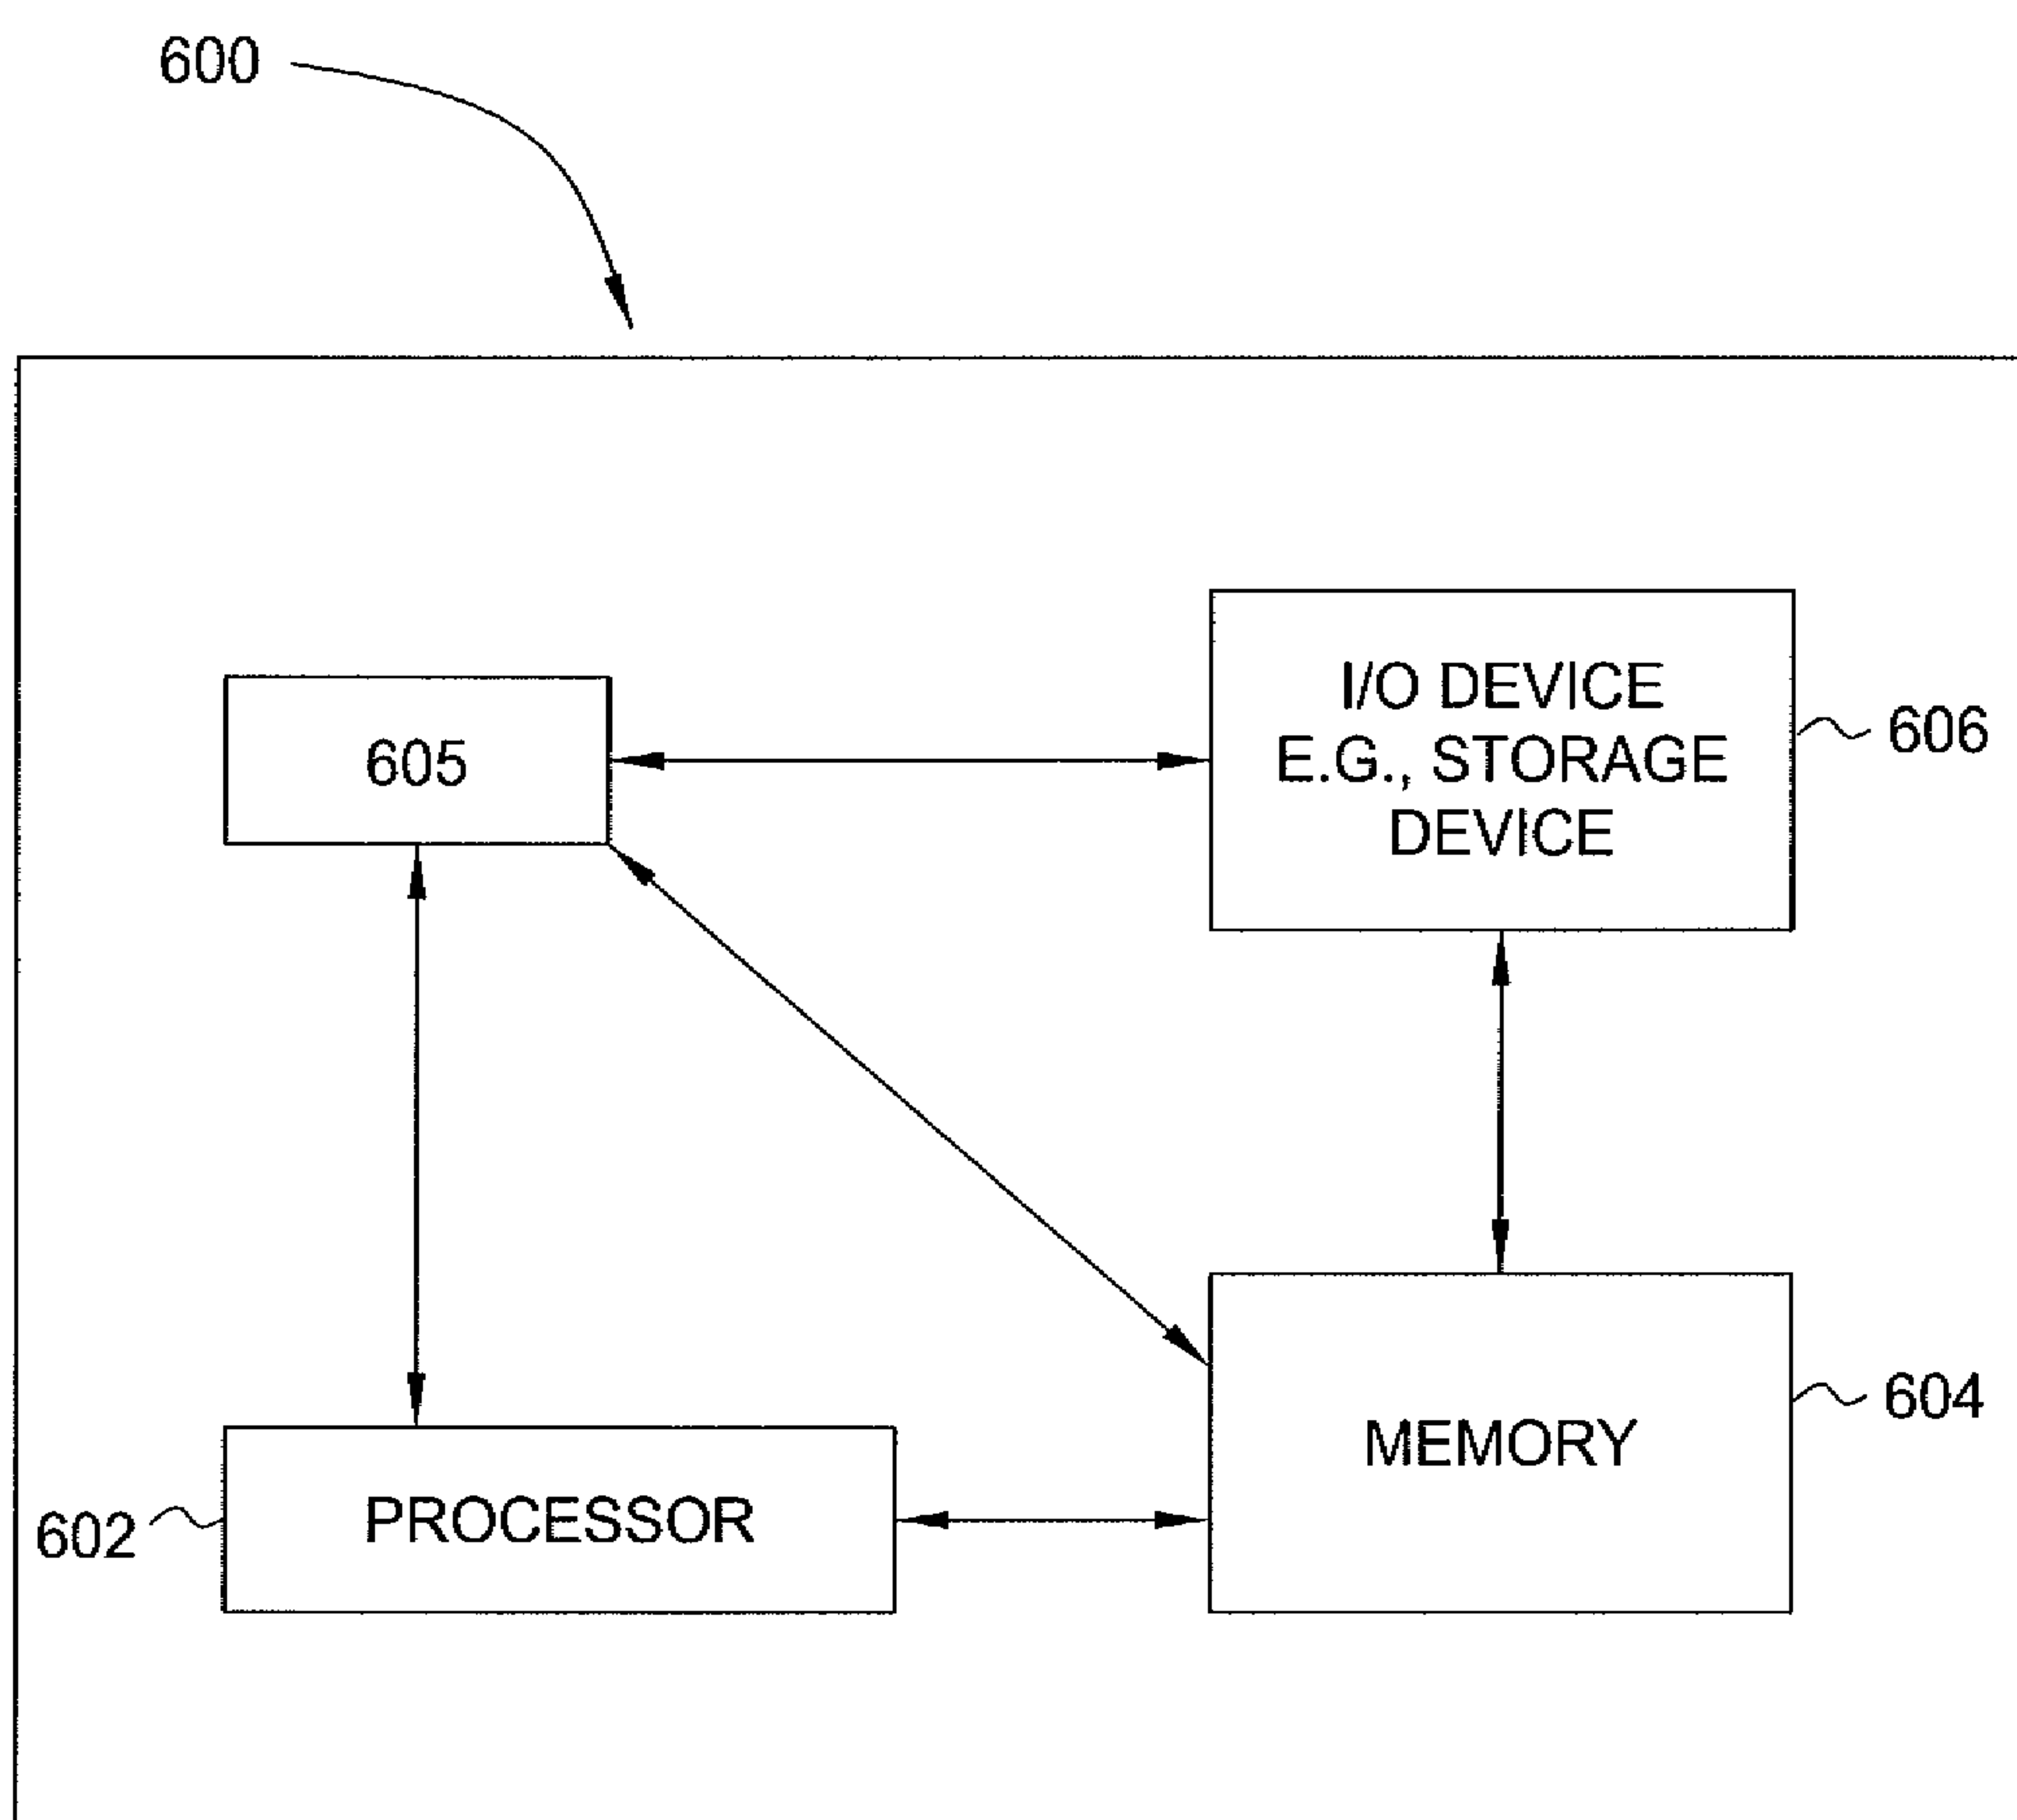 600
605
I/O DEVICE
E.G., STORAGE
DEVICE
606
MEMORY
604
PROCESSOR
602